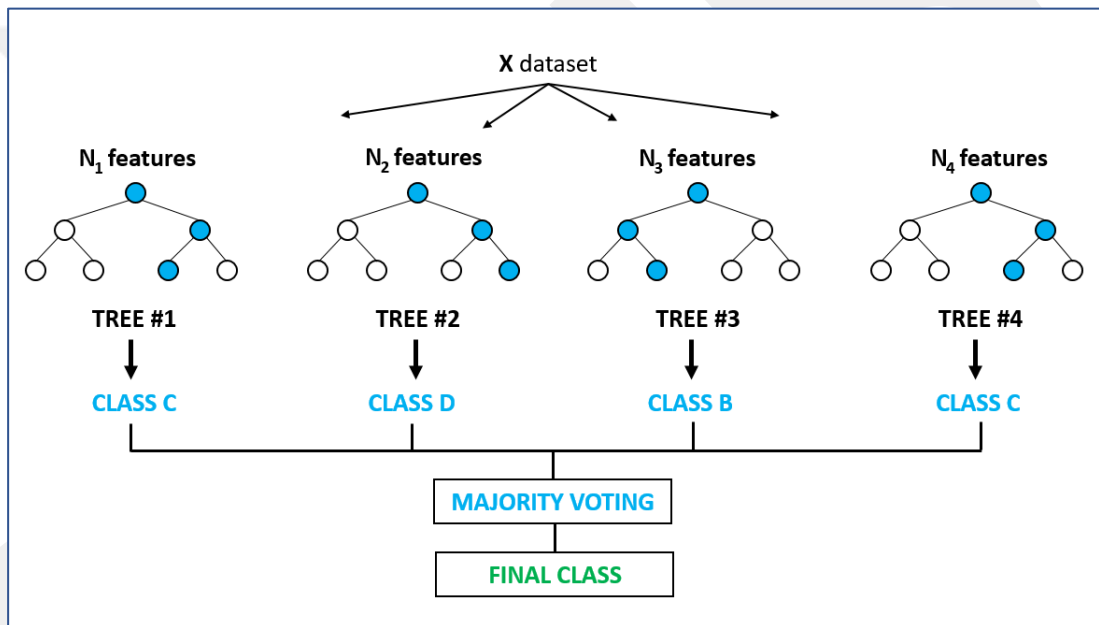 X dataset
N₁ features
N₂ features
N₃ features
N₄ features
TREE #1
TREE #2
TREE #3
TREE #4
CLASS C
CLASS D
CLASS B
CLASS C
MAJORITY VOTING
FINAL CLASS